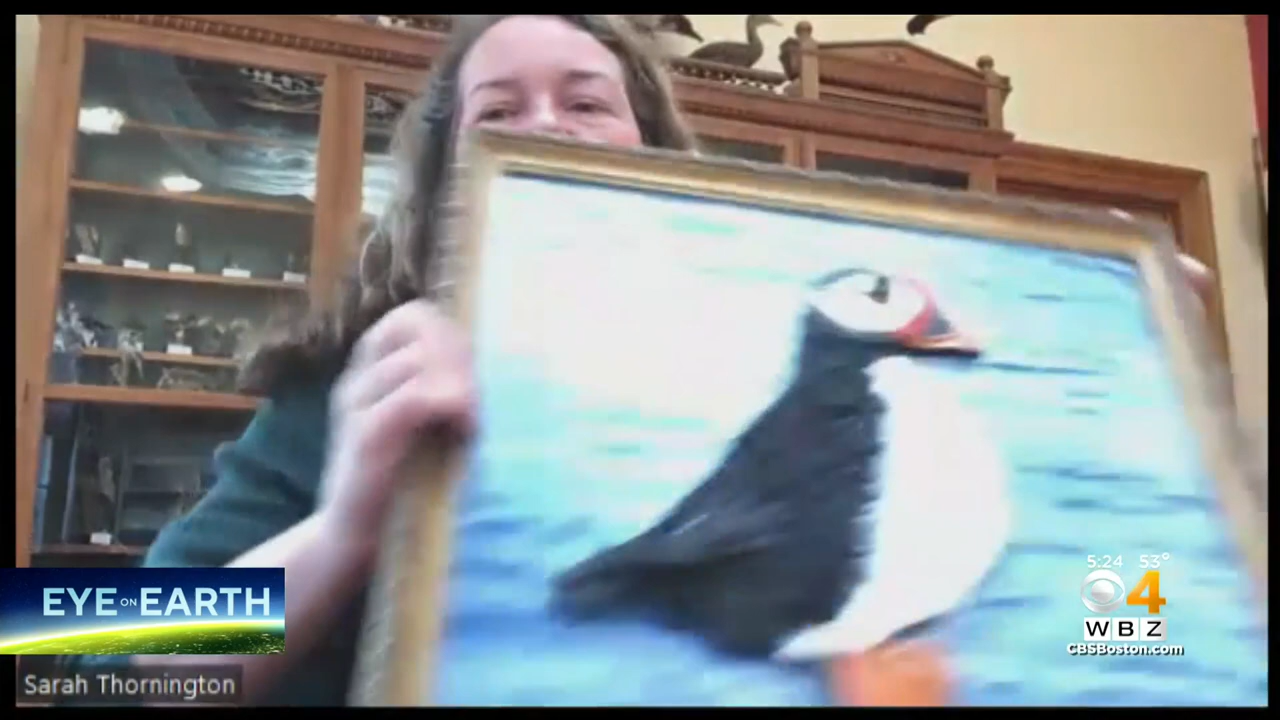 5:24 53°
4
WBZ
CBSBoston.com
EYE ON EARTH
Sarah Thornington